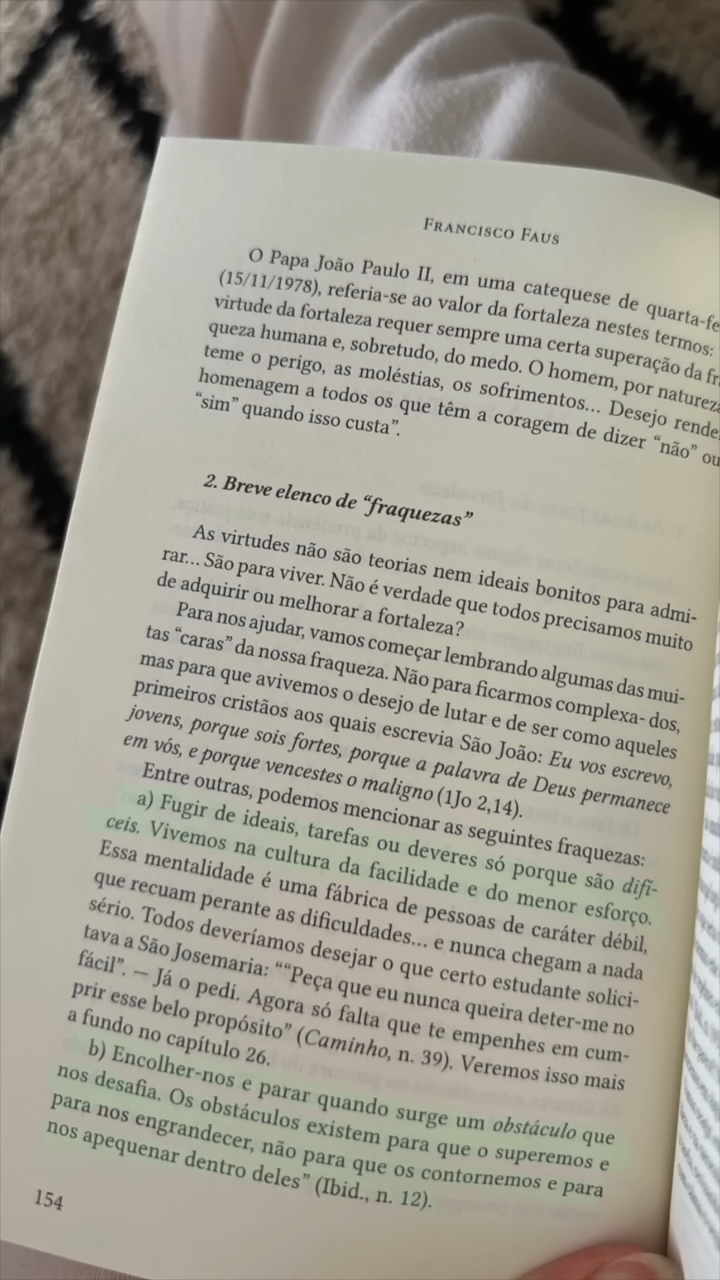 FRANCISCO FAUS
O Papa João Paulo II, em uma catequese de quarta-fe
(15/11/1978), referia-se ao valor da fortaleza nestes termos:
virtude da fortaleza requer sempre uma certa superação da fr
queza humana e, sobretudo, do medo. O homem, por natureza
teme o perigo, as moléstias, os sofrimentos... Desejo render
homenagem a todos os que têm a coragem de dizer “não” ou
“sim” quando isso custa”.
2. Breve elenco de “fraquezas”
As virtudes não são teorias nem ideais bonitos para admi-
rar... São para viver. Não é verdade que todos precisamos muito
de adquirir ou melhorar a fortaleza?
Para nos ajudar, vamos começar lembrando algumas das mui-
tas “caras” da nossa fraqueza. Não para ficarmos complexa- dos,
mas para que avivemos o desejo de lutar e de ser como aqueles
primeiros cristãos aos quais escrevia São João: Eu vos escrevo,
jovens, porque sois fortes, porque a palavra de Deus permanece
em vós, e porque vencestes o maligno (1Jo 2,14).
Entre outras, podemos mencionar as seguintes fraquezas:
a) Fugir de ideais, tarefas ou deveres só porque são difí-
ceis. Vivemos na cultura da facilidade e do menor esforço.
Essa mentalidade é uma fábrica de pessoas de caráter débil,
que recuam perante as dificuldades... e nunca chegam a nada
sério. Todos deveríamos desejar o que certo estudante solici-
tava a São Josemaria: ““Peça que eu nunca queira deter-me no
fácil”. – Já o pedi. Agora só falta que te empenhes em cum-
prir esse belo propósito” (Caminho, n. 39). Veremos isso mais
a fundo no capítulo 26.
b) Encolher-nos e parar quando surge um obstáculo que
nos desafia. Os obstáculos existem para que o superemos e
para nos engrandecer, não para que os contornemos e para
nos apequenar dentro deles” (Ibid., n. 12).
154